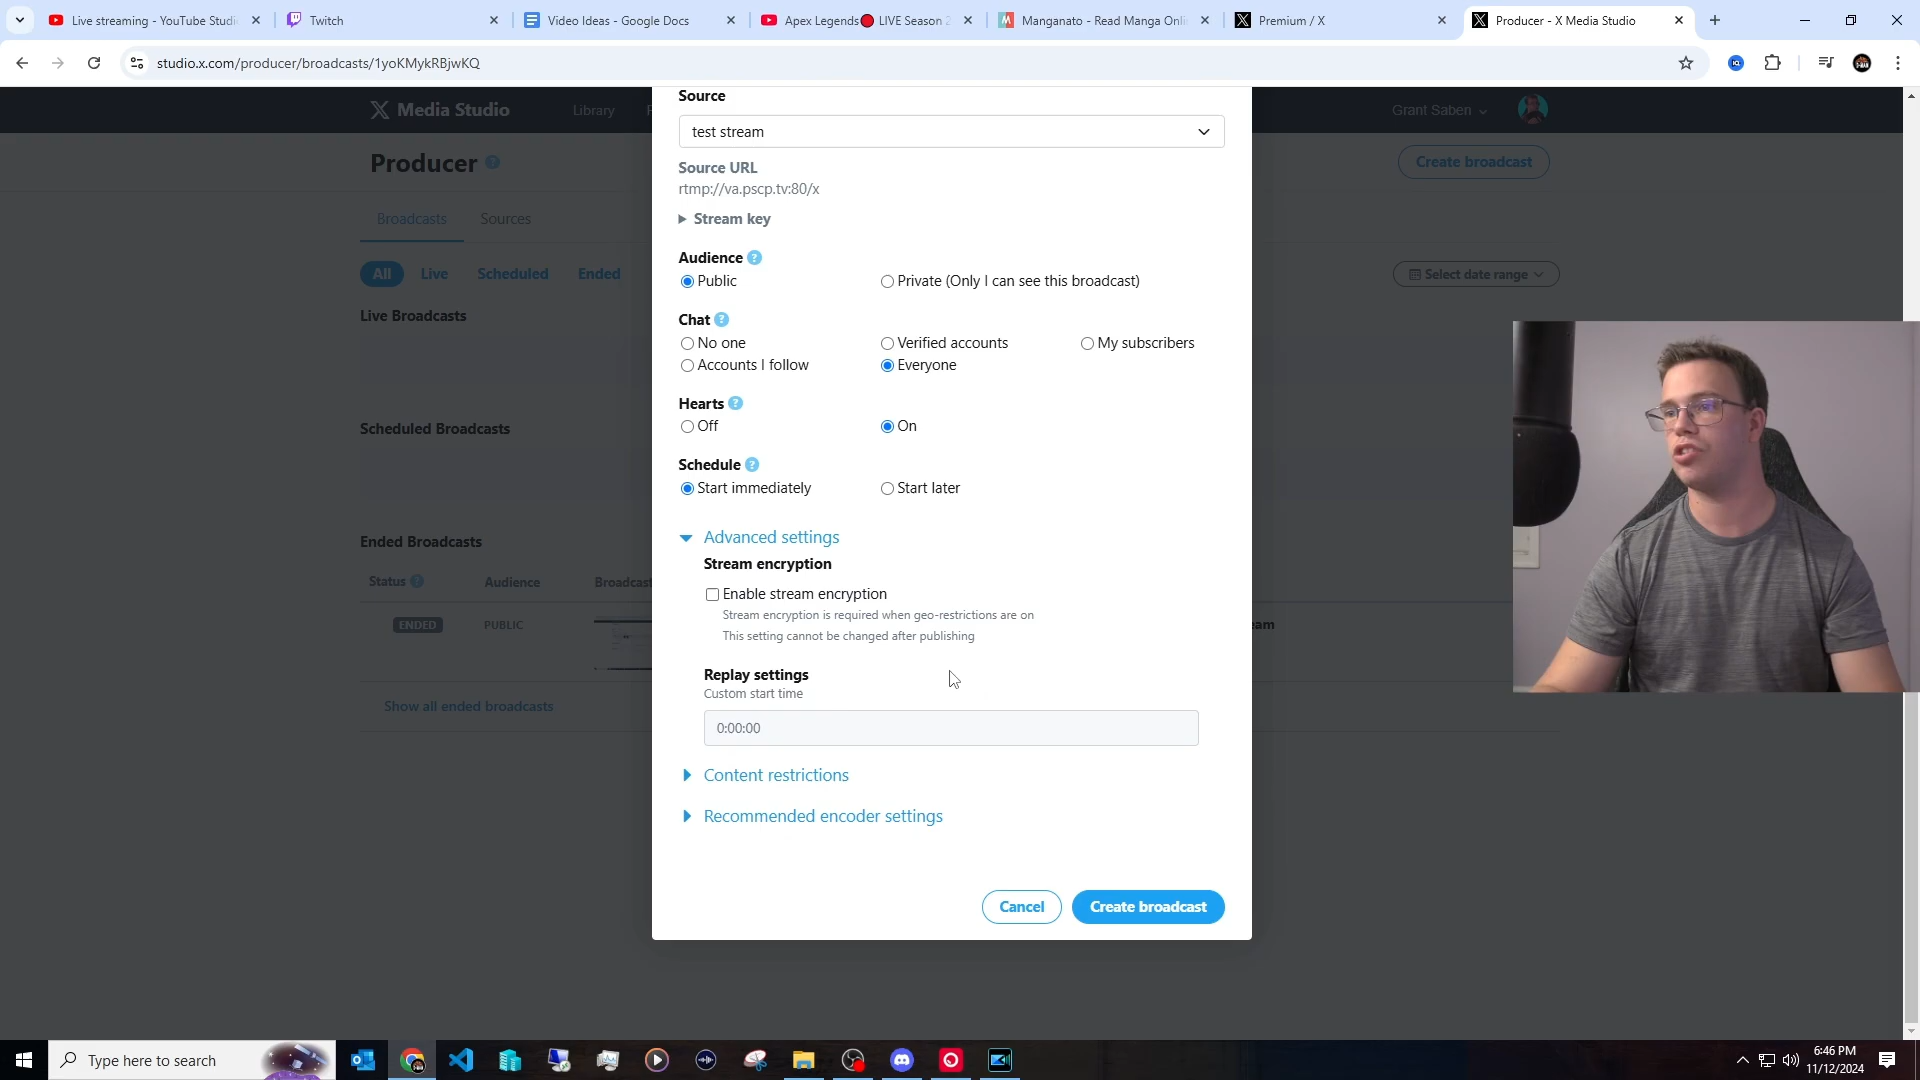 Live streaming - YouTube Studi
Twitch
Video Ideas - Google Docs
Apex Legends🔴 LIVE Season 2
Manganato - Read Manga Onli
Premium / X
Producer - X Media Studio
studio.x.com/producer/broadcasts/1yoKMykRBjwKQ
Media Studio
Library
Grant Saben
Producer
Create broadcast
Broadcasts
Sources
All
Live
Scheduled
Ended
Select date range
Live Broadcasts
Scheduled Broadcasts
Ended Broadcasts
Status
Audience
Broadcast
ENDED
PUBLIC
eam
Show all ended broadcasts
Source
test stream
Source URL
rtmp://va.pscp.tv:80/x
Stream key
Audience ?
Public
Private (Only I can see this broadcast)
Chat ?
No one
Verified accounts
My subscribers
Accounts I follow
Everyone
Hearts ?
Off
On
Schedule ?
Start immediately
Start later
Advanced settings
Stream encryption
Enable stream encryption
Stream encryption is required when geo-restrictions are on
This setting cannot be changed after publishing
Replay settings
Custom start time
0:00:00
Content restrictions
Recommended encoder settings
Cancel
Create broadcast
Type here to search
6:46 PM
11/12/2024